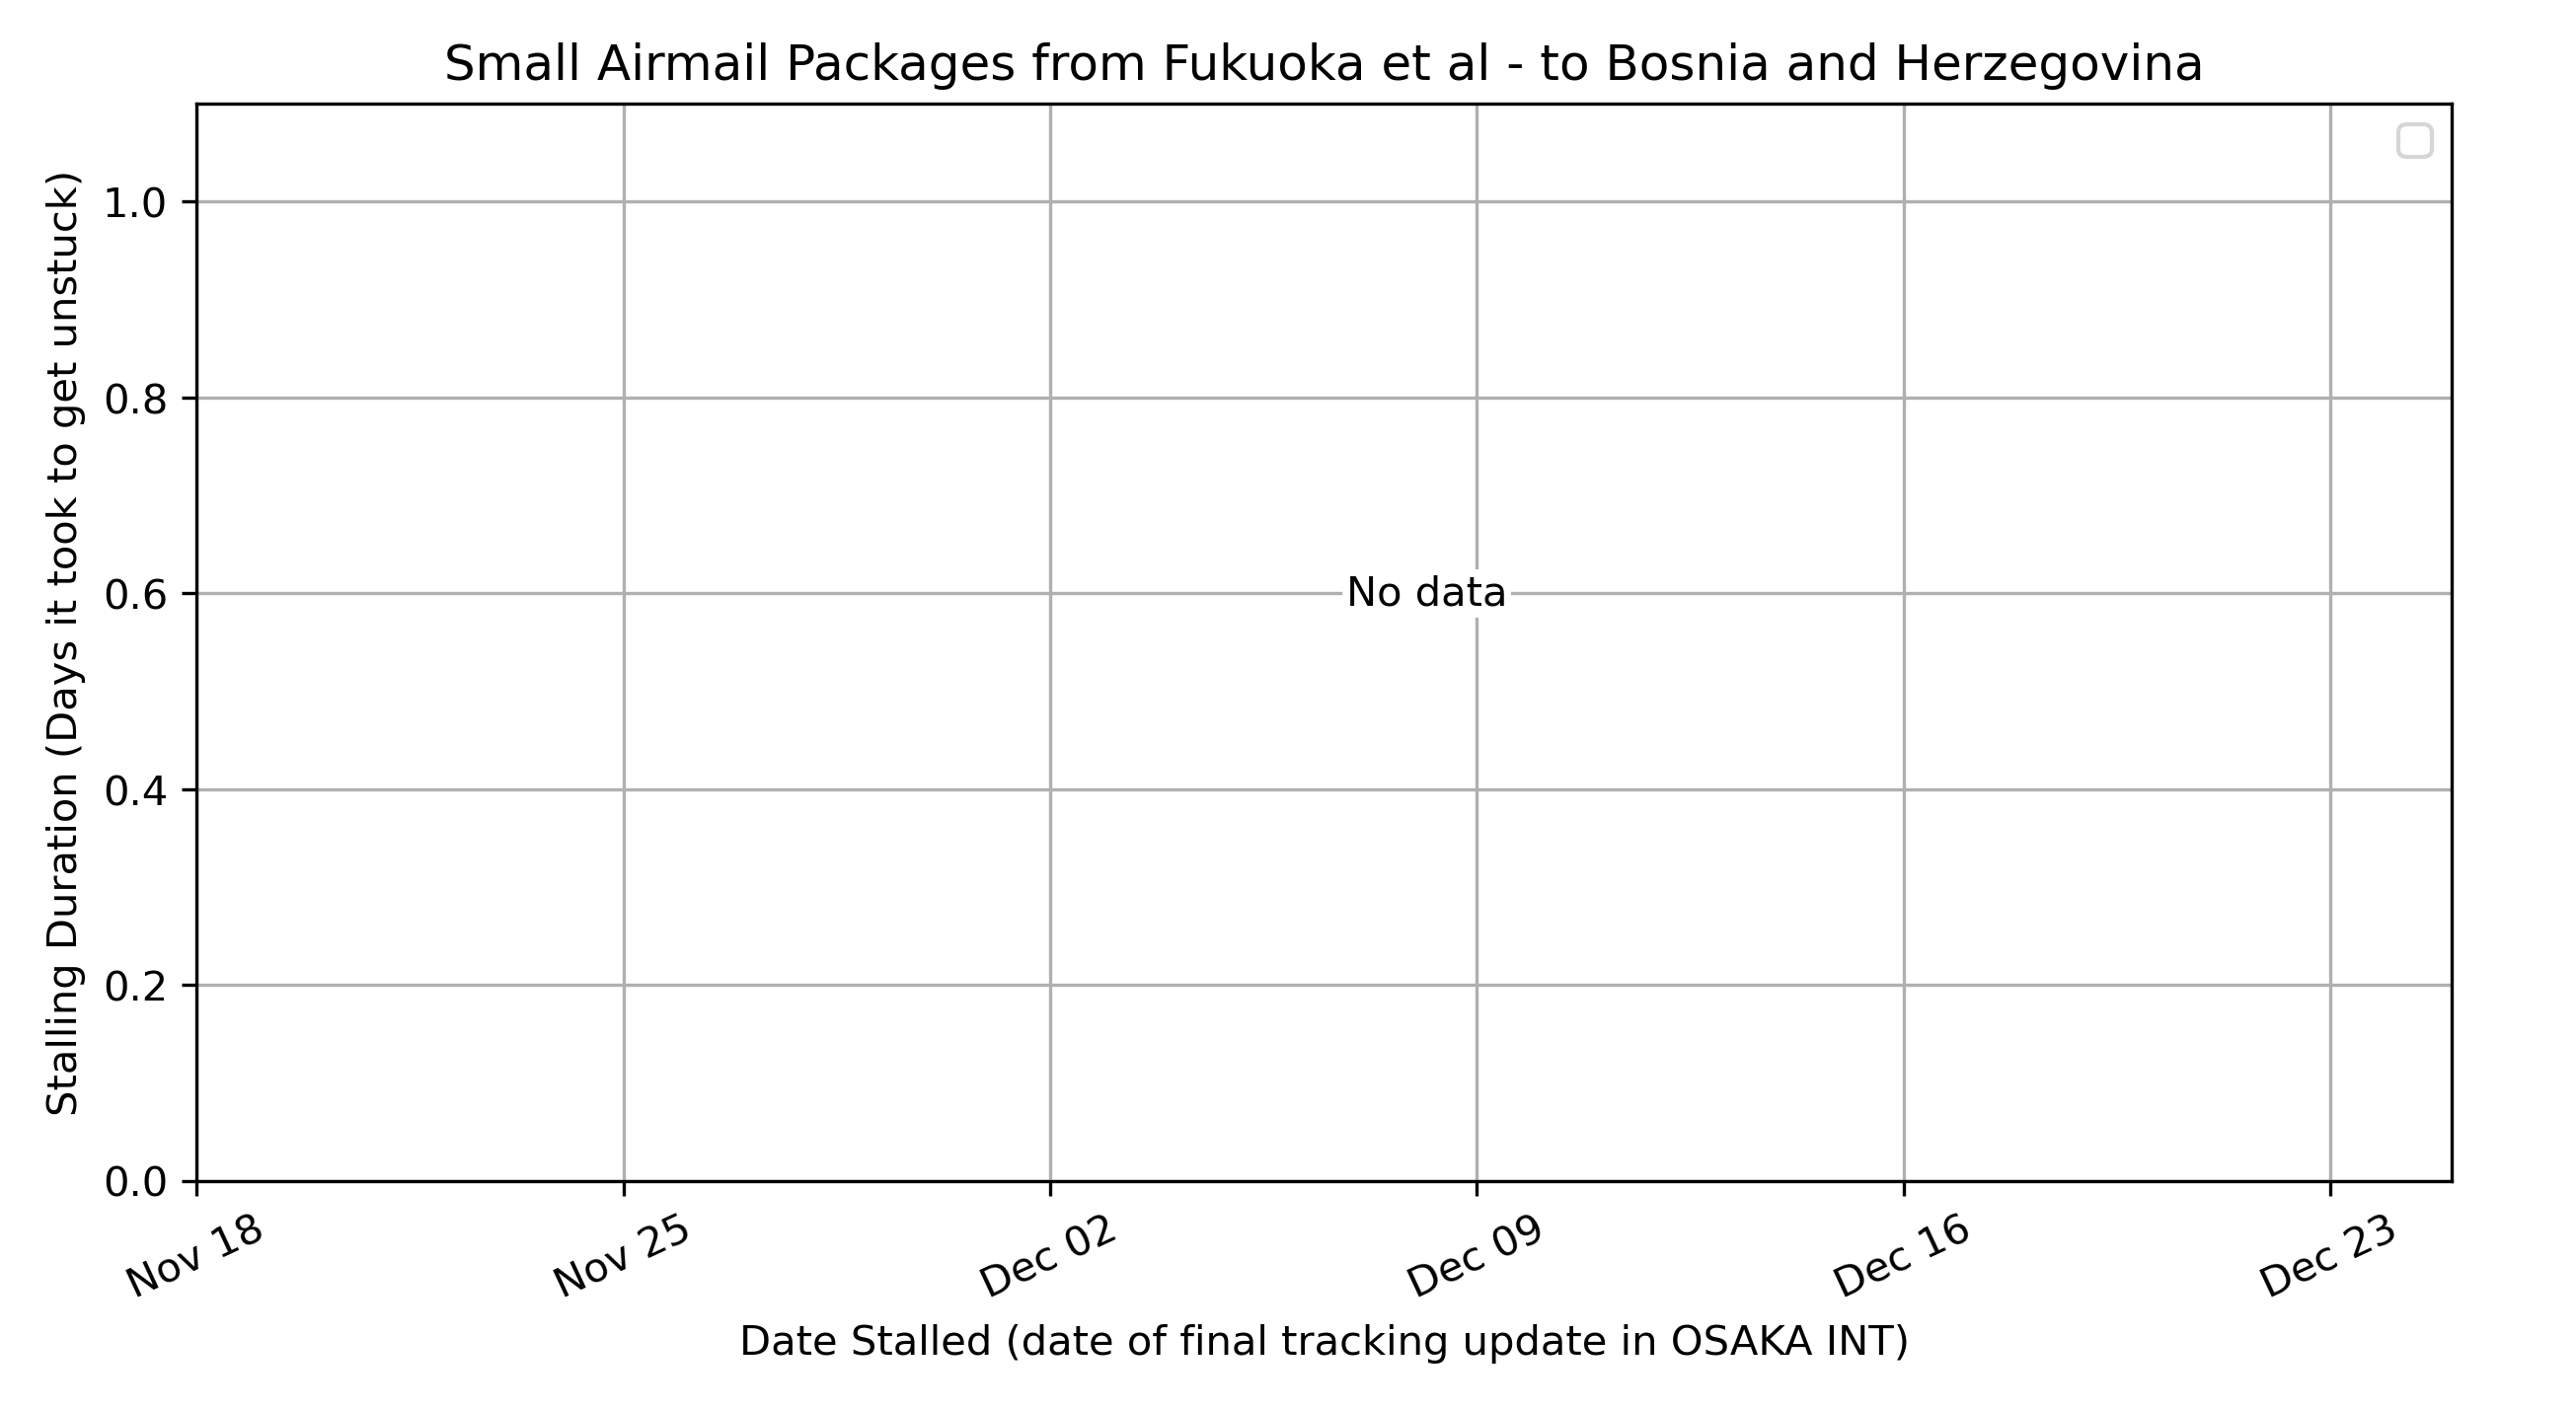 Small Airmail Packages from Fukuoka et al - to Bosnia and Herzegovina
Stalling Duration (Days it took to get unstuck)
1.0
0.8
0.6
0.4
0.2
0.0
No data
Nov 18
Nov 25
Dec 02
Dec 09
Dec 16
Dec 23
Date Stalled (date of final tracking update in OSAKA INT)